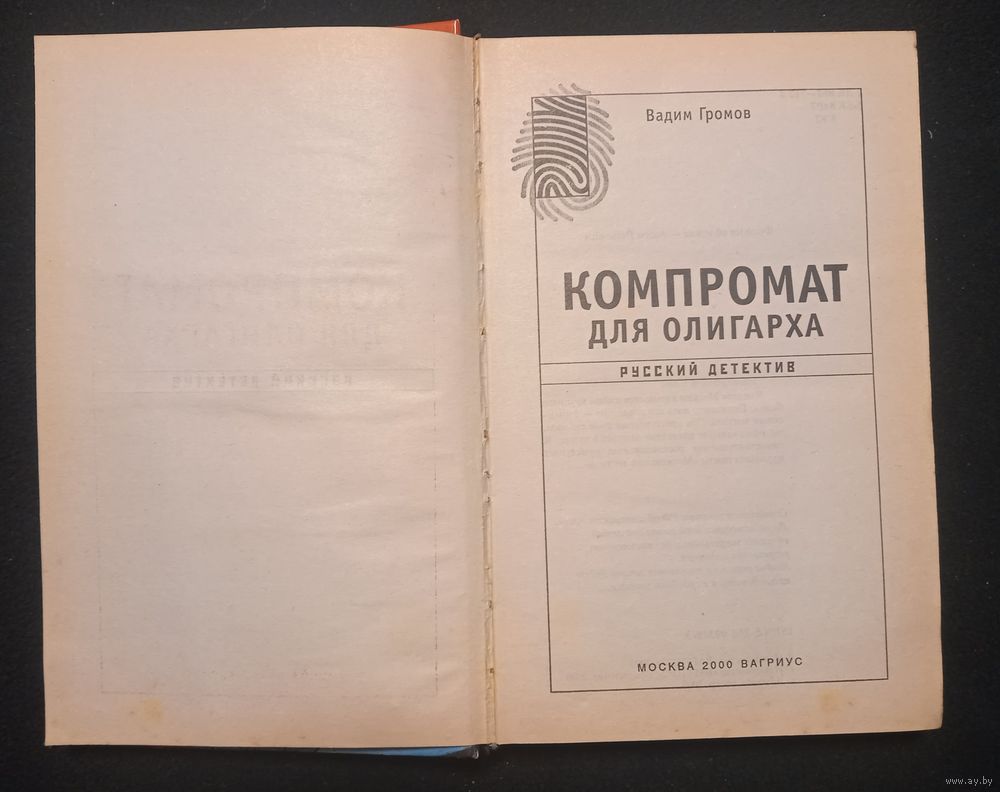 Вадим Громов
КОМПРОМАТ
ДЛЯ ОЛИГАРХА
РУССКИЙ ДЕТЕКТИВ
МОСКВА 2000 ВАГРИУС
www.ay.by